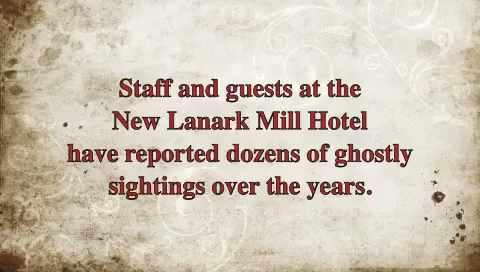 Staff and guests at the
New Lanark Mill Hotel
have reported dozens of ghostly
sightings over the years.